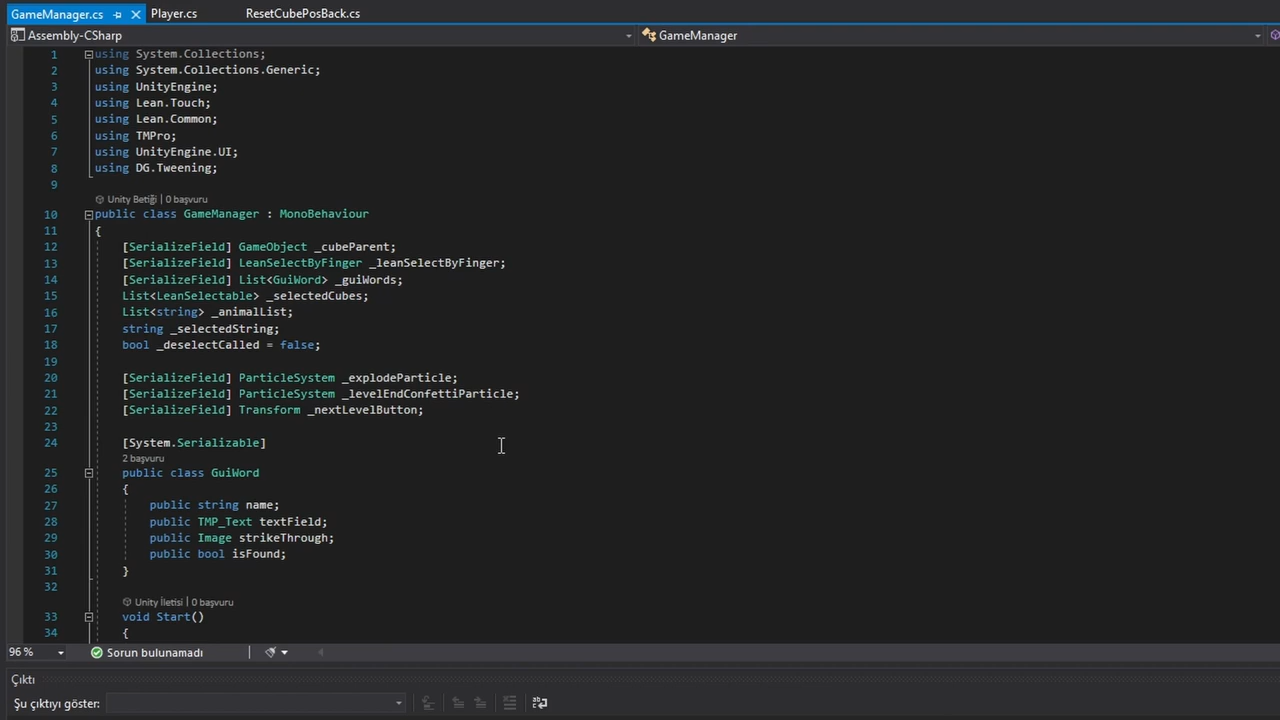 GameManager.cs Player.cs ResetCubePosBack.cs
Assembly-CSharp GameManager
1 using System.Collections;
2 using System.Collections.Generic;
3 using UnityEngine;
4 using Lean.Touch;
5 using Lean.Common;
6 using TMPro;
7 using UnityEngine.UI;
8 using DG.Tweening;
9
Unity Betiği | 0 başvuru
10 public class GameManager : MonoBehaviour
11 {
12 [SerializeField] GameObject _cubeParent;
13 [SerializeField] LeanSelectByFinger _leanSelectByFinger;
14 [SerializeField] List<GuiWord> _guiWords;
15 List<LeanSelectable> _selectedCubes;
16 List<string> _animalList;
17 string _selectedString;
18 bool _deselectCalled = false;
19
20 [SerializeField] ParticleSystem _explodeParticle;
21 [SerializeField] ParticleSystem _levelEndConfettiParticle;
22 [SerializeField] Transform _nextLevelButton;
23
24 [System.Serializable]
2 başvuru
25 public class GuiWord
26 {
27 public string name;
28 public TMP_Text textField;
29 public Image strikeThrough;
30 public bool isFound;
31 }
32
Unity İletisi | 0 başvuru
33 void Start()
34 {
96 % Sorun bulunamadı
Çıktı
Şu çıktıyı göster: